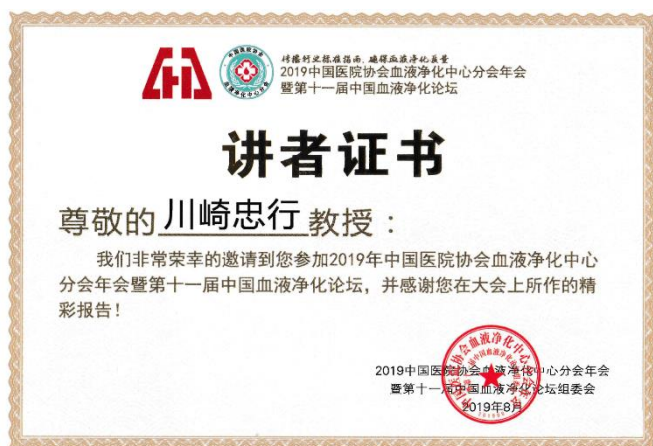 传播行业标准指南、确保血液净化质量
2019中国医院协会血液净化中心分会年会
暨第十一届中国血液净化论坛
讲者证书
尊敬的 川崎忠行 教授：
我们非常荣幸的邀请到您参加2019年中国医院协会血液净化中心
分会年会暨第十一届中国血液净化论坛，并感谢您在大会上所作的精
彩报告！
2019中国医院协会血液净化中心分会年会
暨第十一届中国血液净化论坛组委会
2019年8月